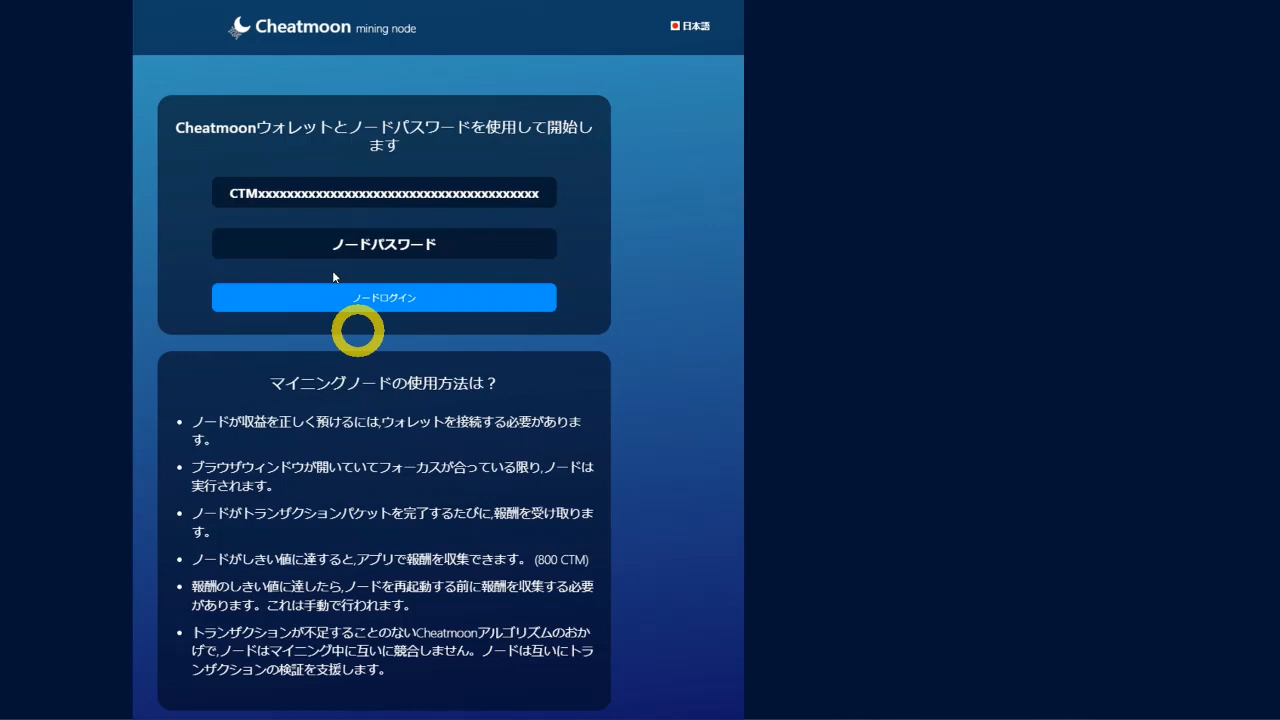 Cheatmoon mining node
日本語
Cheatmoonウォレットとノードパスワードを使用して開始し
ます
CTMxxxxxxxxxxxxxxxxxxxxxxxxxxxxxxxxxxxxxxxx
ノードパスワード
ノードログイン
マイニングノードの使用方法は？
• ノードが収益を正しく預けるには,ウォレットを接続する必要がありま
す。
• ブラウザウィンドウが開いていてフォーカスが合っている限り,ノードは
実行されます。
• ノードがトランザクションパケットを完了するたびに,報酬を受け取りま
す。
• ノードがしきい値に達すると,アプリで報酬を収集できます。 (800 CTM)
• 報酬のしきい値に達したら,ノードを再起動する前に報酬を収集する必要
があります。これは手動で行われます。
• トランザクションが不足することのないCheatmoonアルゴリズムのおか
げで,ノードはマイニング中に互いに競合しません。ノードは互いにトラ
ンザクションの検証を支援します。